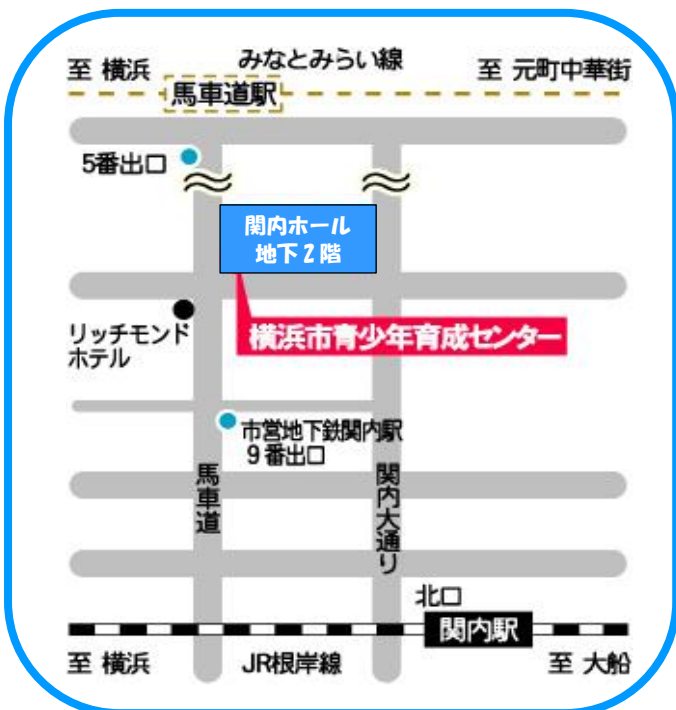 みなとみらい線
至 横浜
至 元町中華街
馬車道駅
5番出口
関内ホール
地下2階
リッチモンド
ホテル
横浜市青少年育成センター
市営地下鉄関内駅
9番出口
馬車道
関内大通り
北口
関内駅
至 横浜
JR根岸線
至 大船